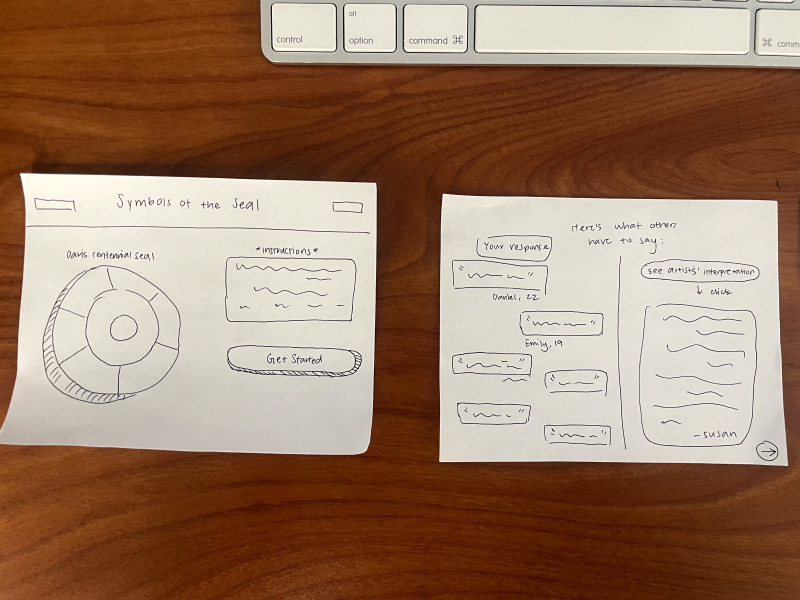 control
alt
option
command ⌘
⌘ comm
Symbols of the Seal
Davis centennial seal
*instructions*
Get Started
Here's what others
have to say:
Your response
see artists' interpretation
↓ click
Daniel, 22
Emily, 19
-susan